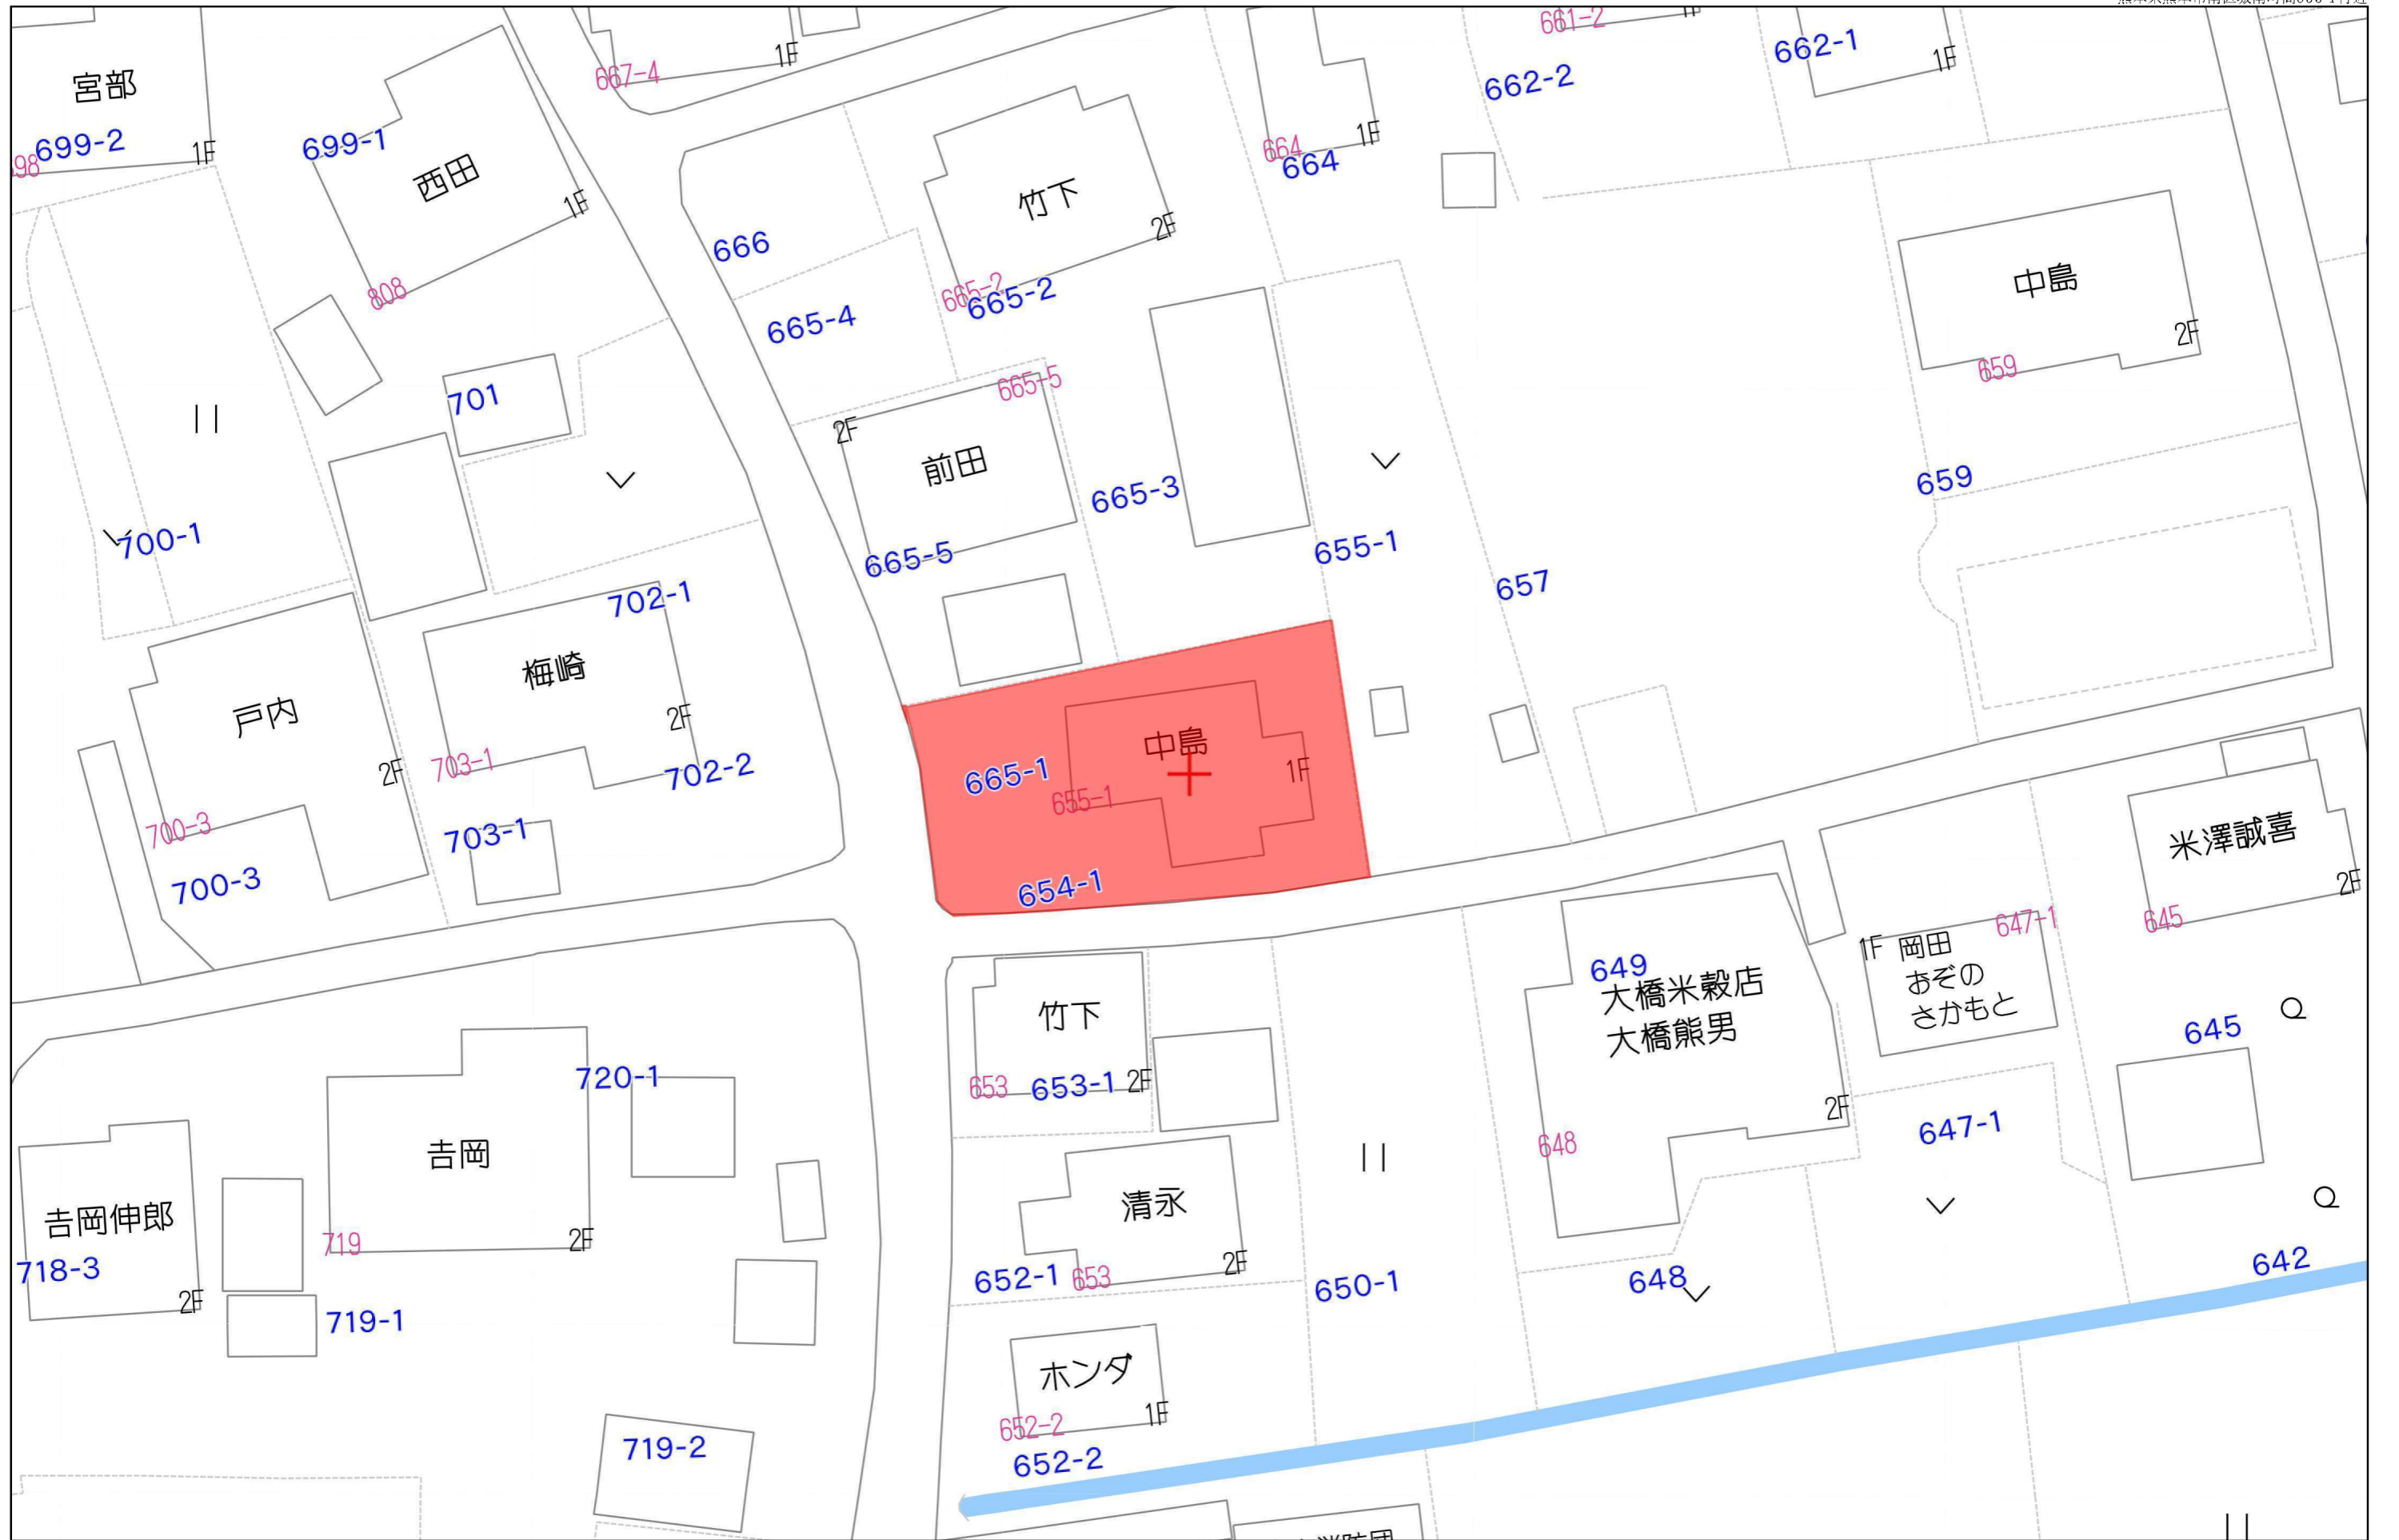 661-2
1F
662-1
1F
宮部
667-4
1F
662-2
699-2
1F
699-1
664
1F
664
98
西田
1F
竹下
2F
666
808
665-2
665-2
665-4
中島
2F
659
701
665-5
2F
前田
665-3
659
700-1
665-5
655-1
657
702-1
梅崎
2F
戸内
2F
703-1
702-2
中島
1F
665-1
655-1
700-3
703-1
700-3
654-1
米澤誠喜
2F
645
647-1
1F 岡田
おぞの
さかもと
649
大橋米穀店
大橋熊男
2F
竹下
653
653-1
2F
645
720-1
吉岡
647-1
648
吉岡伸郎
清永
2F
719
2F
718-3
2F
652-1
653
650-1
648
642
719-1
ホンダ
1F
652-2
719-2
652-2